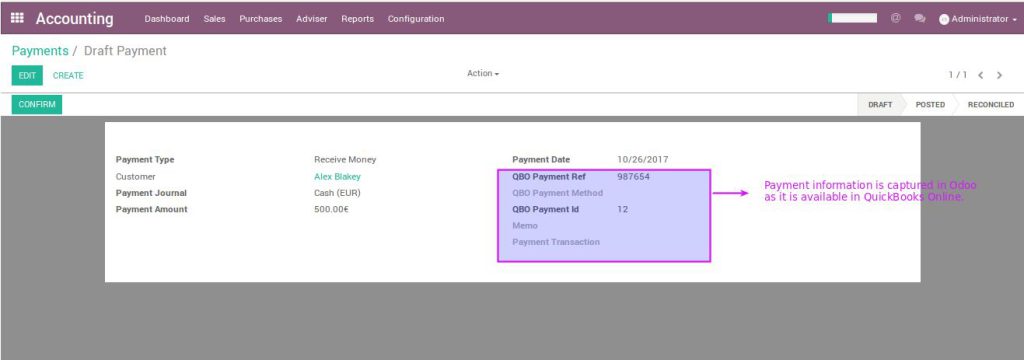 Accounting Dashboard Sales Purchases Adviser Reports Configuration @ Administrator
Payments / Draft Payment
EDIT CREATE Action 1 / 1
CONFIRM DRAFT POSTED RECONCILED
Payment Type Receive Money Payment Date 10/26/2017
Customer Alex Blakey QBO Payment Ref 987654
Payment Journal Cash (EUR) QBO Payment Method
Payment Amount 500.00€ QBO Payment Id 12
Memo
Payment Transaction
Payment information is captured in Odoo
as it is available in QuickBooks Online.